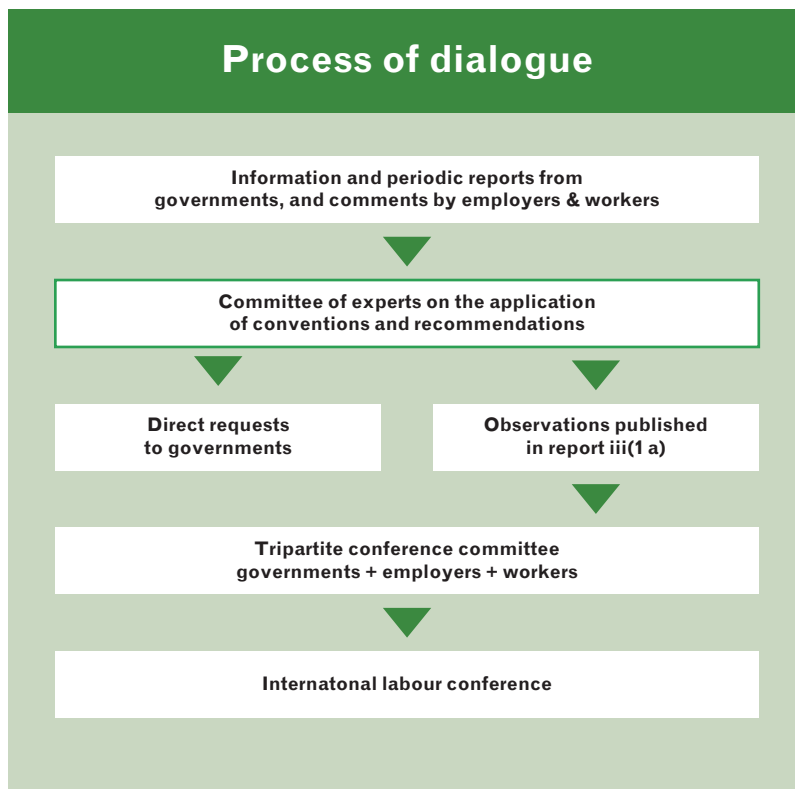 Process of dialogue
Information and periodic reports from
governments, and comments by employers & workers
Committee of experts on the application
of conventions and recommendations
Direct requests
to governments
Observations published
in report iii(1 a)
Tripartite conference committee
governments + employers + workers
Internatonal labour conference